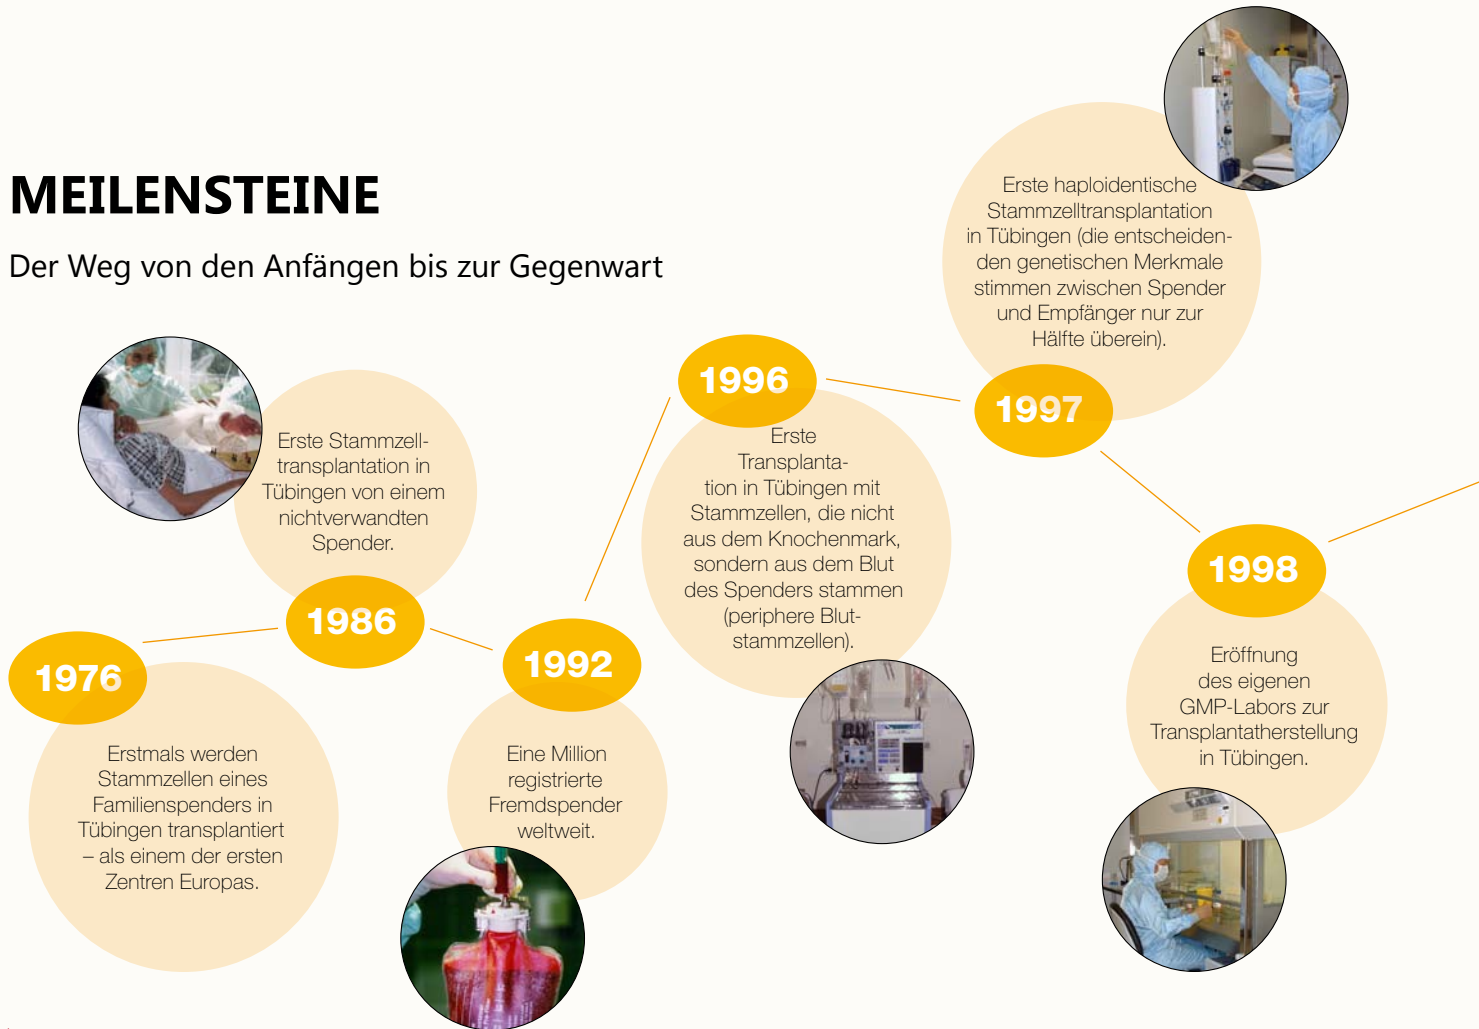 MEILENSTEINE
Der Weg von den Anfängen bis zur Gegenwart
1976
Erstmals werden
Stammzellen eines
Familienspenders in
Tübingen transplantiert
– als einem der ersten
Zentren Europas.
Erste Stammzell-
transplantation in
Tübingen von einem
nichtverwandten
Spender.
1986
1992
Eine Million
registrierte
Fremdspender
weltweit.
1996
Erste
Transplanta-
tion in Tübingen mit
Stammzellen, die nicht
aus dem Knochenmark,
sondern aus dem Blut
des Spenders stammen
(periphere Blut-
stammzellen).
Erste haploidentische
Stammzelltransplantation
in Tübingen (die entscheiden-
den genetischen Merkmale
stimmen zwischen Spender
und Empfänger nur zur
Hälfte überein).
1997
1998
Eröffnung
des eigenen
GMP-Labors zur
Transplantatherstellung
in Tübingen.